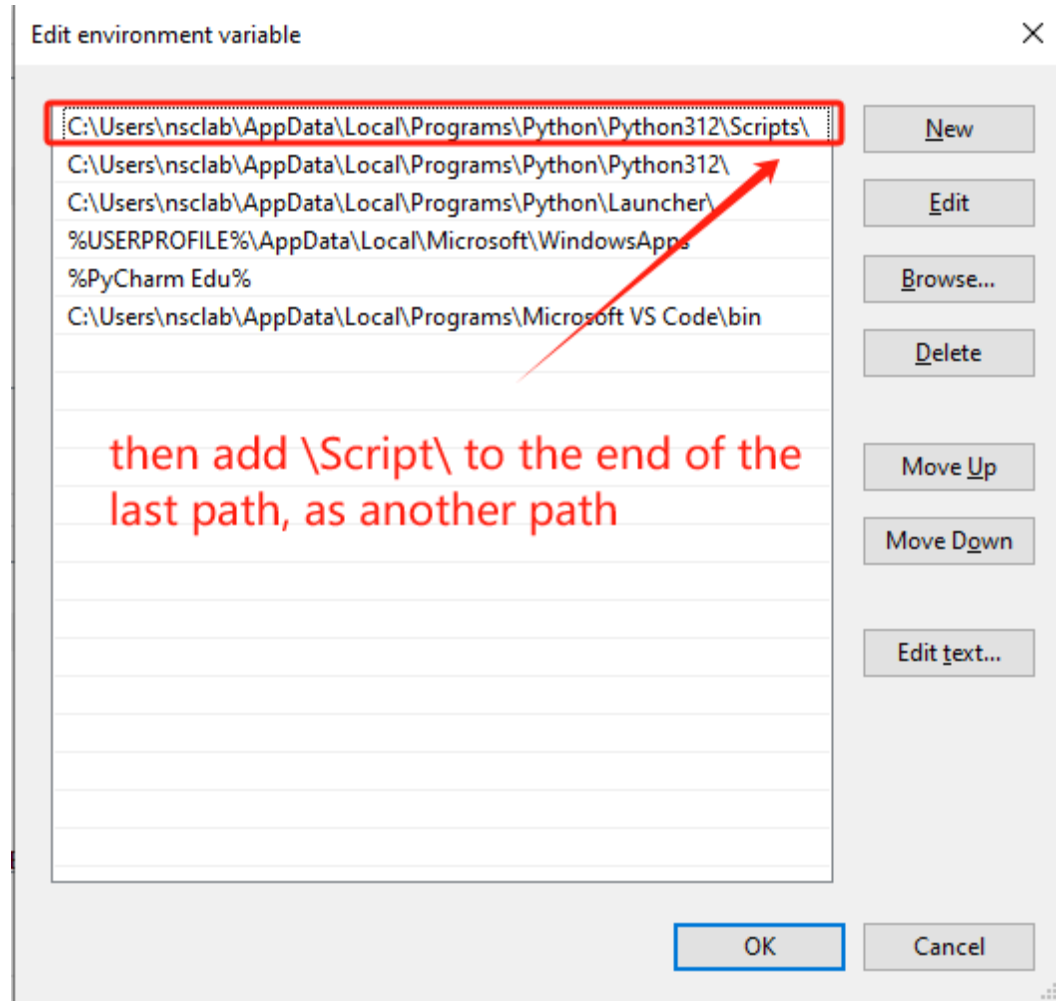 Edit environment variable
C:\Users\nsclab\AppData\Local\Programs\Python\Python312\Scripts\
C:\Users\nsclab\AppData\Local\Programs\Python\Python312\
C:\Users\nsclab\AppData\Local\Programs\Python\Launcher\
%USERPROFILE%\AppData\Local\Microsoft\WindowsApps
%PyCharm Edu%
C:\Users\nsclab\AppData\Local\Programs\Microsoft VS Code\bin
then add \Script\ to the end of the
last path, as another path
New
Edit
Browse...
Delete
Move Up
Move Down
Edit text...
OK
Cancel